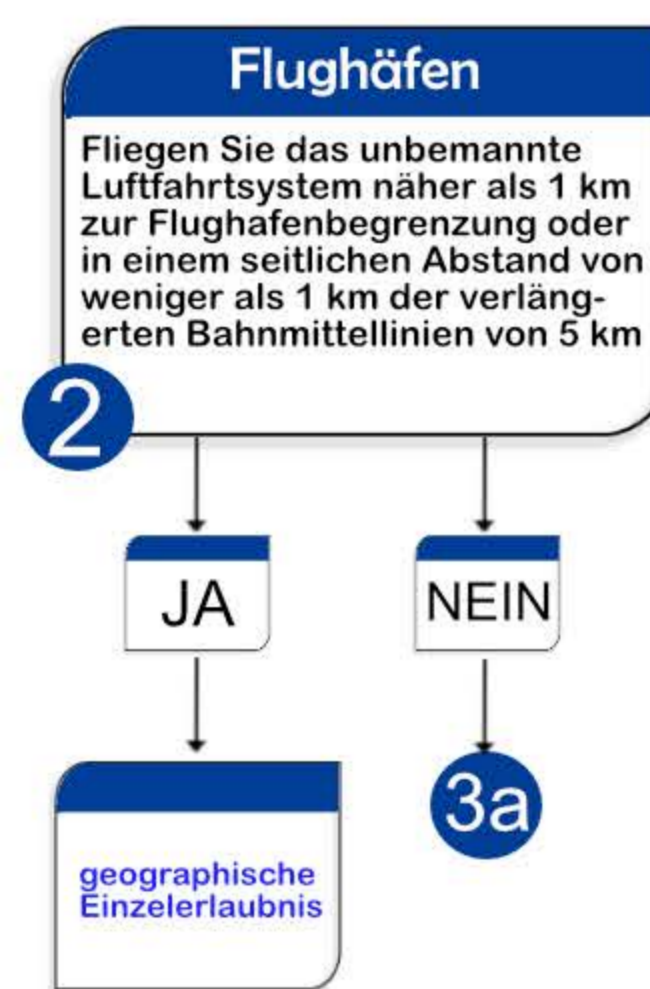 Flughäfen
Fliegen Sie das unbemannte
Luftfahrtsystem näher als 1 km
zur Flughafenbegrenzung oder
in einem seitlichen Abstand von
weniger als 1 km der verläng-
erten Bahnmittellinien von 5 km
2
JA
NEIN
3a
geographische
Einzelerlaubnis